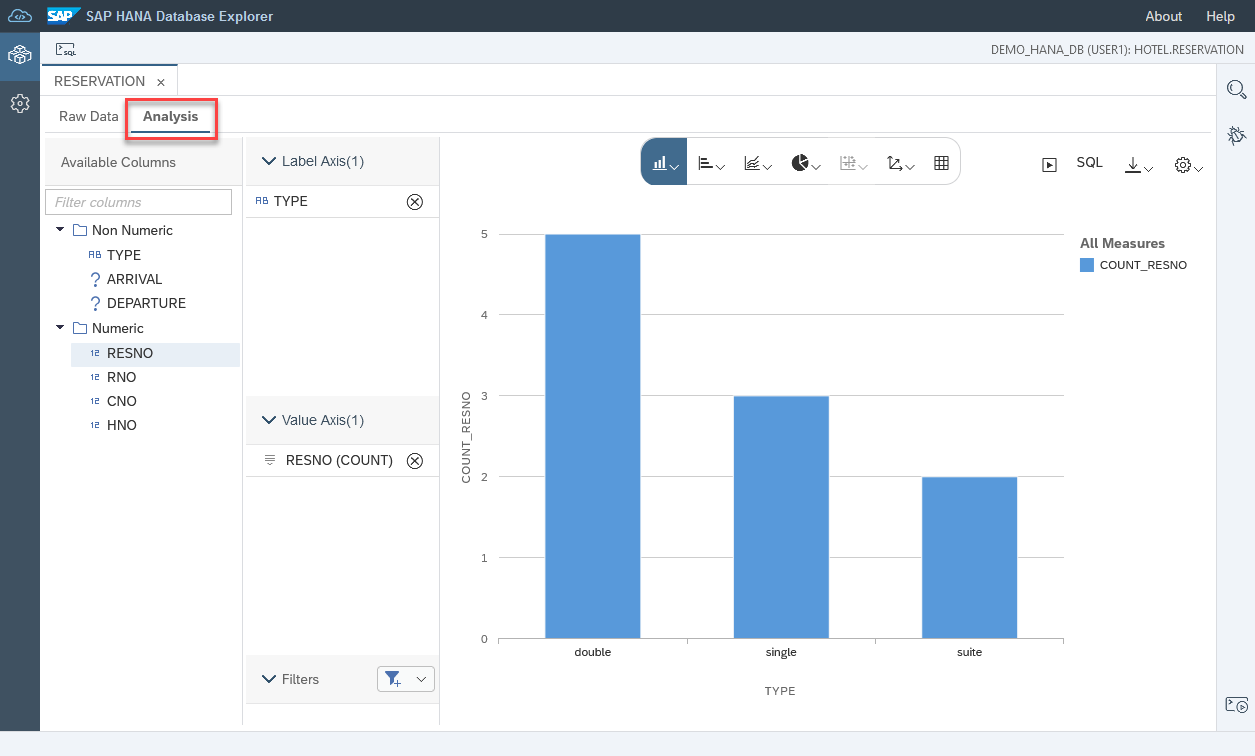 SAP SAP HANA Database Explorer About Help
SQL DEMO_HANA_DB (USER1): HOTEL.RESERVATION
RESERVATION ×
Raw Data Analysis
Available Columns
Filter columns
Non Numeric
AB TYPE
? ARRIVAL
? DEPARTURE
Numeric
12 RESNO
12 RNO
12 CNO
12 HNO
Label Axis(1)
AB TYPE
Value Axis(1)
RESNO (COUNT)
Filters
SQL
5
4
3
2
1
0
COUNT_RESNO
double single suite
TYPE
All Measures
COUNT_RESNO